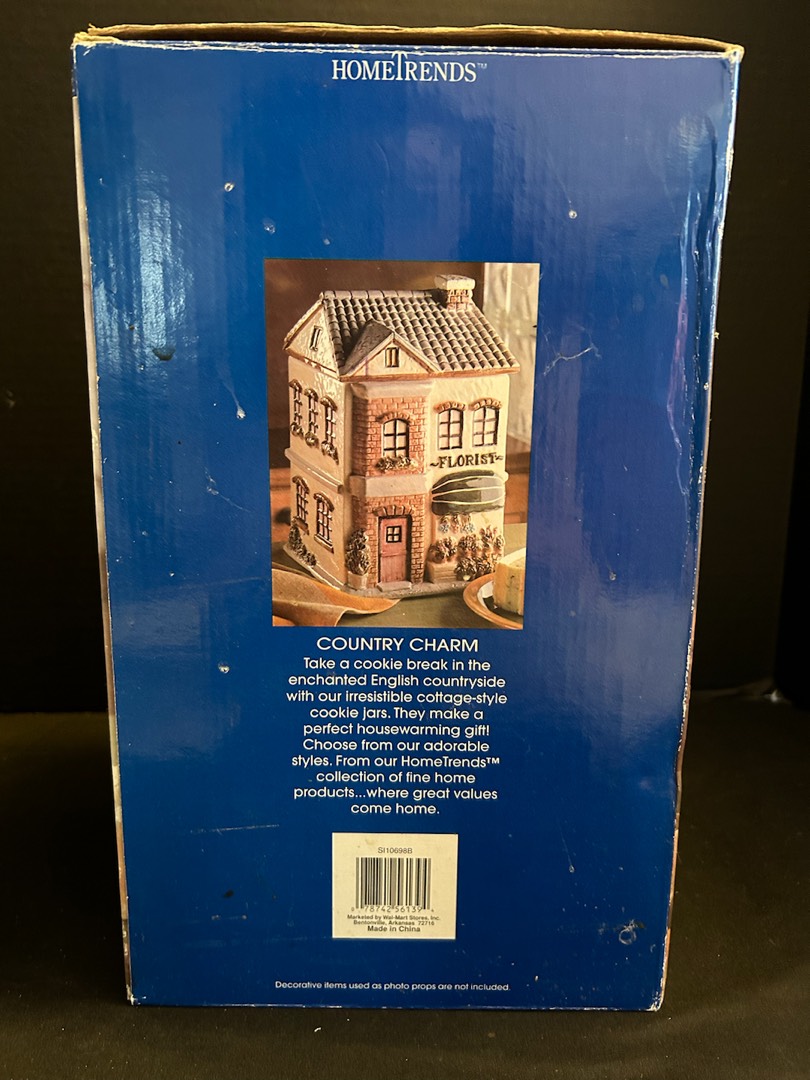 HOMETRENDS™
~FLORIST~
COUNTRY CHARM
Take a cookie break in the
enchanted English countryside
with our irresistible cottage-style
cookie jars. They make a
perfect housewarming gift!
Choose from our adorable
styles. From our HomeTrends™
collection of fine home
products...where great values
come home.
SI10698B
78742 56139
Marketed by Wal-Mart Stores, Inc.
Bentonville, Arkansas 72716
Made in China
Decorative items used as photo props are not included.